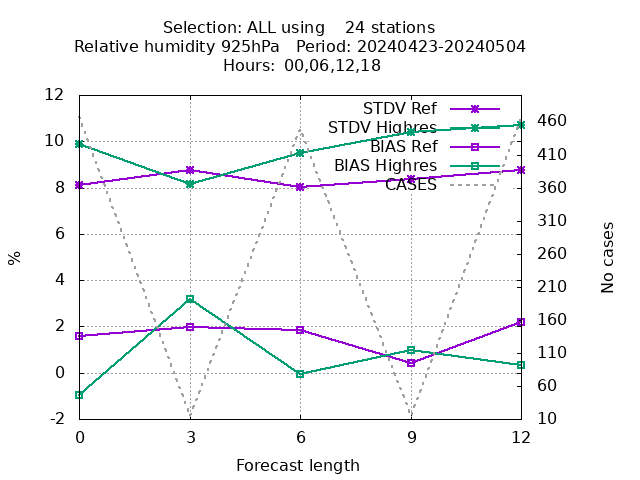 Selection: ALL using 24 stations
Relative humidity 925hPa Period: 20240423-20240504
Hours: 00,06,12,18
STDV Ref
STDV Highres
BIAS Ref
BIAS Highres
CASES
12
10
8
6
4
2
0
-2
%
460
410
360
310
260
210
160
110
60
10
No cases
0 3 6 9 12
Forecast length